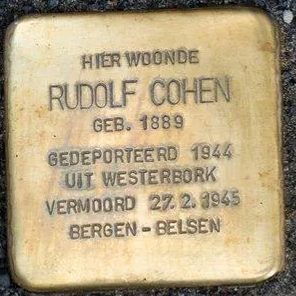 HIER WOONDE
RUDOLF COHEN
GEB. 1889
GEDEPORTEERD 1944
UIT WESTERBORK
VERMOORD 27.2.1945
BERGEN-BELSEN